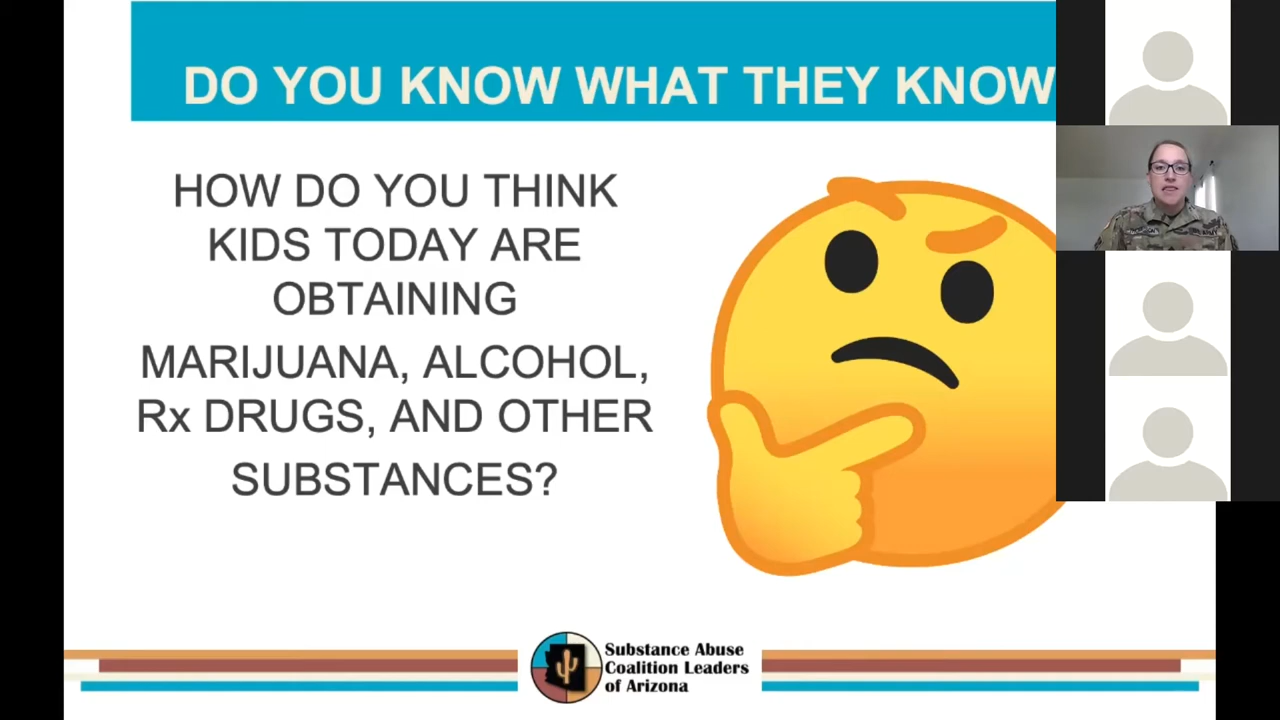 DO YOU KNOW WHAT THEY KNOW
HOW DO YOU THINK
KIDS TODAY ARE
OBTAINING
MARIJUANA, ALCOHOL,
Rx DRUGS, AND OTHER
SUBSTANCES?
Substance Abuse
Coalition Leaders
of Arizona